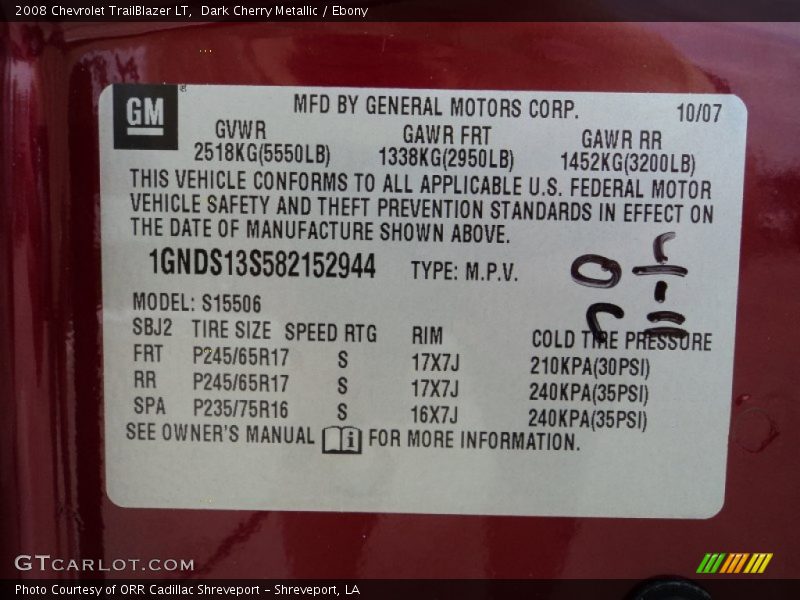 2008 Chevrolet TrailBlazer LT,  Dark Cherry Metallic / Ebony
GM ® MFD BY GENERAL MOTORS CORP. 10/07
GVWR GAWR FRT GAWR RR
2518KG(5550LB) 1338KG(2950LB) 1452KG(3200LB)
THIS VEHICLE CONFORMS TO ALL APPLICABLE U.S. FEDERAL MOTOR
VEHICLE SAFETY AND THEFT PREVENTION STANDARDS IN EFFECT ON
THE DATE OF MANUFACTURE SHOWN ABOVE.
1GNDS13S582152944 TYPE: M.P.V.
MODEL: S15506
SBJ2 TIRE SIZE SPEED RTG RIM COLD TIRE PRESSURE
FRT P245/65R17 S 17X7J 210KPA(30PSI)
RR P245/65R17 S 17X7J 240KPA(35PSI)
SPA P235/75R16 S 16X7J 240KPA(35PSI)
SEE OWNER'S MANUAL i FOR MORE INFORMATION.
GTCARLOT.COM
Photo Courtesy of ORR Cadillac Shreveport - Shreveport, LA